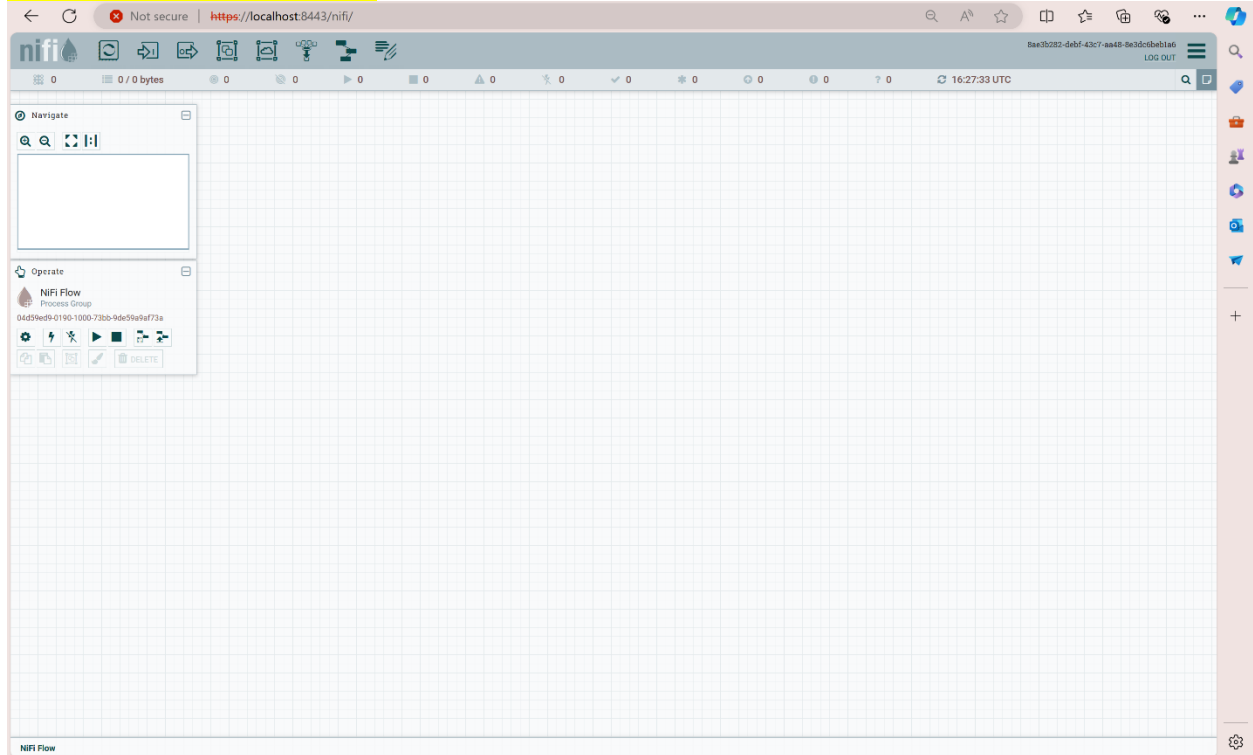 Not secure https://localhost:8443/nifi/
nifi
8ae3b282-debf-43c7-aa48-8e3dc6beb1a6
LOG OUT
0 0 / 0 bytes 0 0 0 0 0 0 0 0 0 0 ? 0 16:27:33 UTC
Navigate
Operate
NiFi Flow
Process Group
04d59ed9-0190-1000-73bb-9de59a9af73a
DELETE
NiFi Flow